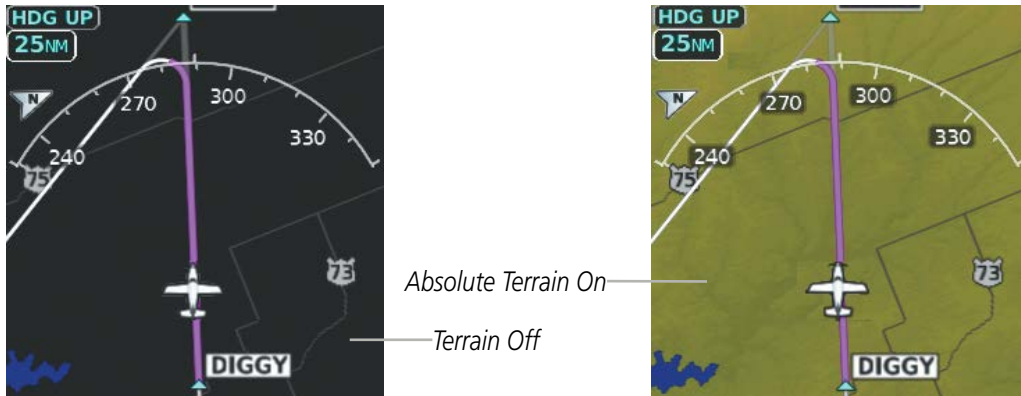 HDG UP
25NM
N
270
300
240
330
75
73
DIGGY
Absolute Terrain On
Terrain Off
HDG UP
25NM
N
270
300
240
330
75
73
DIGGY